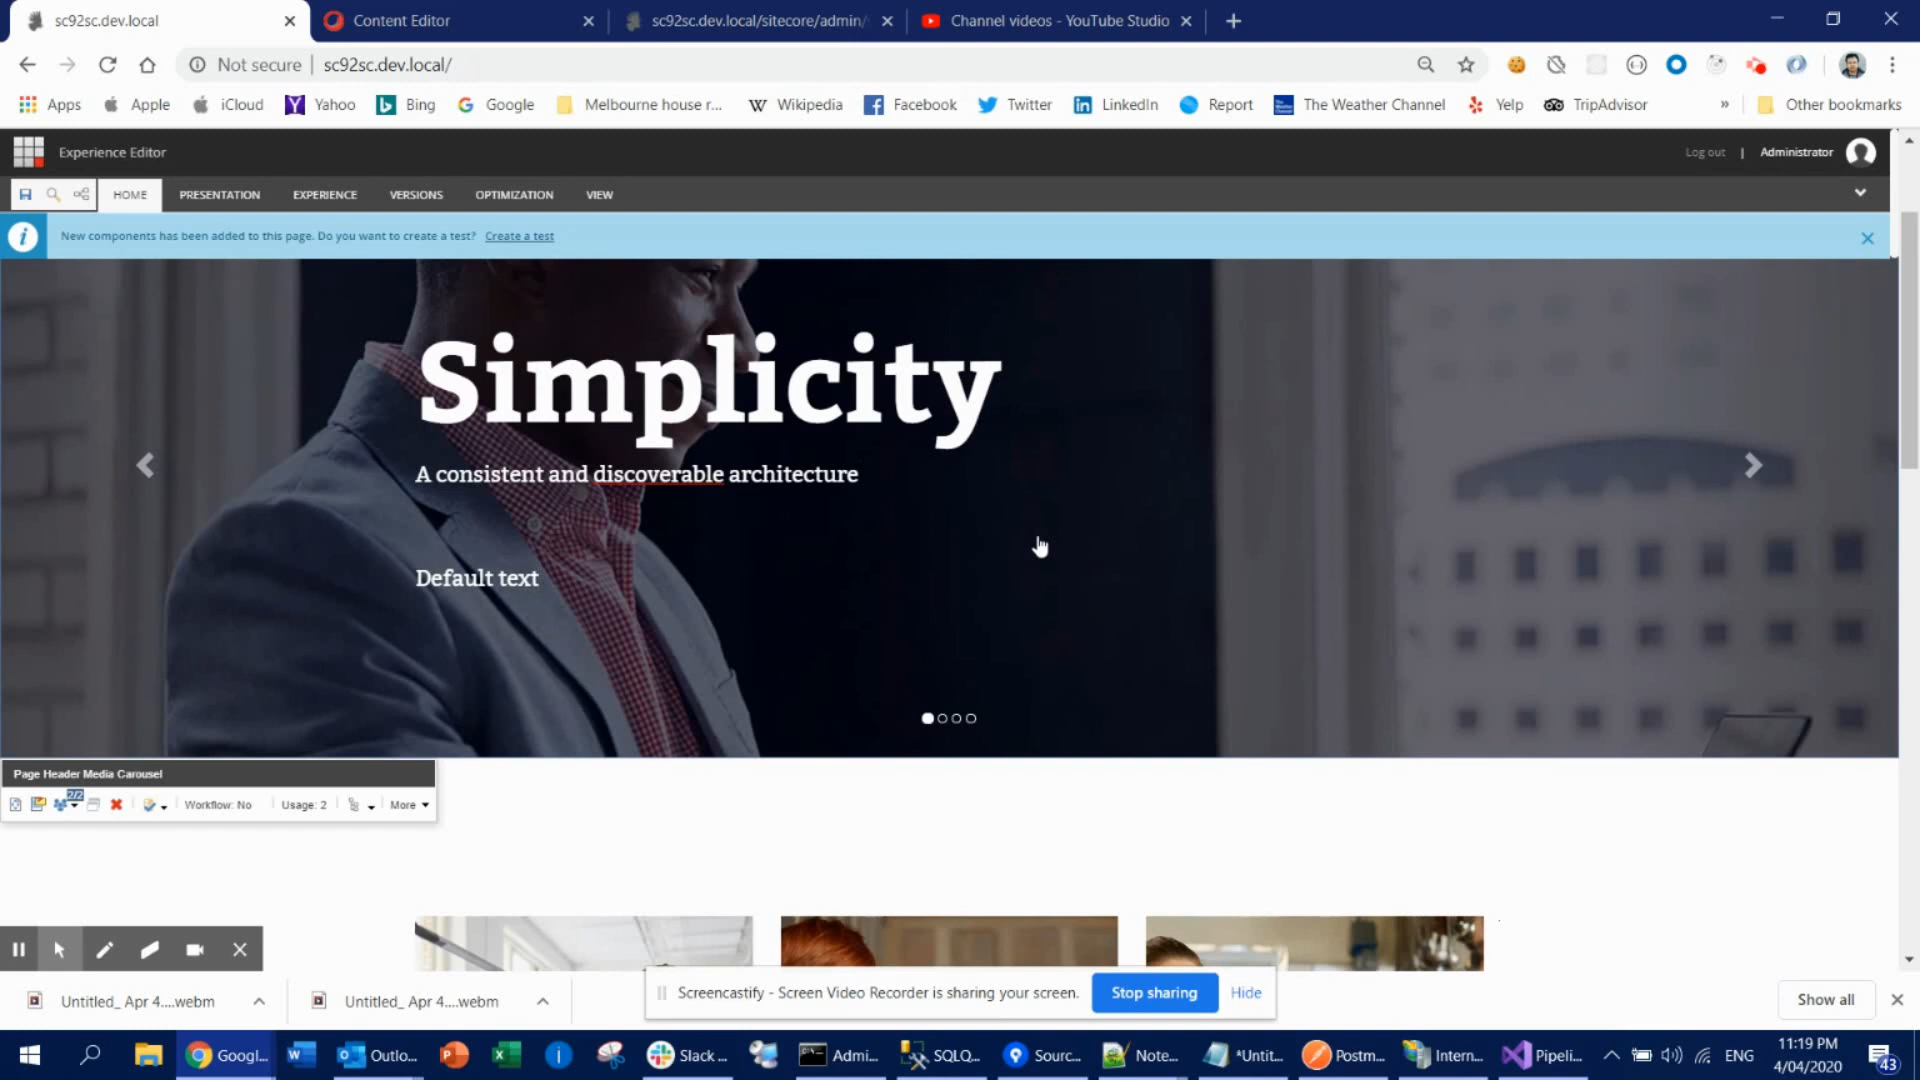 sc92sc.dev.local
Content Editor
sc92sc.dev.local/sitecore/admin/
Channel videos - YouTube Studio
Not secure
sc92sc.dev.local/
Apps
Apple
iCloud
Yahoo
Bing
Google
Melbourne house r...
Wikipedia
Facebook
Twitter
LinkedIn
Report
The Weather Channel
Yelp
TripAdvisor
»
Other bookmarks
Experience Editor
Log out | Administrator
HOME
PRESENTATION
EXPERIENCE
VERSIONS
OPTIMIZATION
VIEW
New components has been added to this page. Do you want to create a test? Create a test
Simplicity
A consistent and discoverable architecture
Default text
Page Header Media Carousel
2/2
Workflow: No
Usage: 2
More
Screencastify - Screen Video Recorder is sharing your screen.
Stop sharing
Hide
Untitled_ Apr 4....webm
Untitled_ Apr 4....webm
Show all
Googl...
Outlo...
Slack ...
Admi...
SQLQ...
Sourc...
Note...
*Untit...
Postm...
Intern...
Pipeli...
ENG
11:19 PM
4/04/2020
43